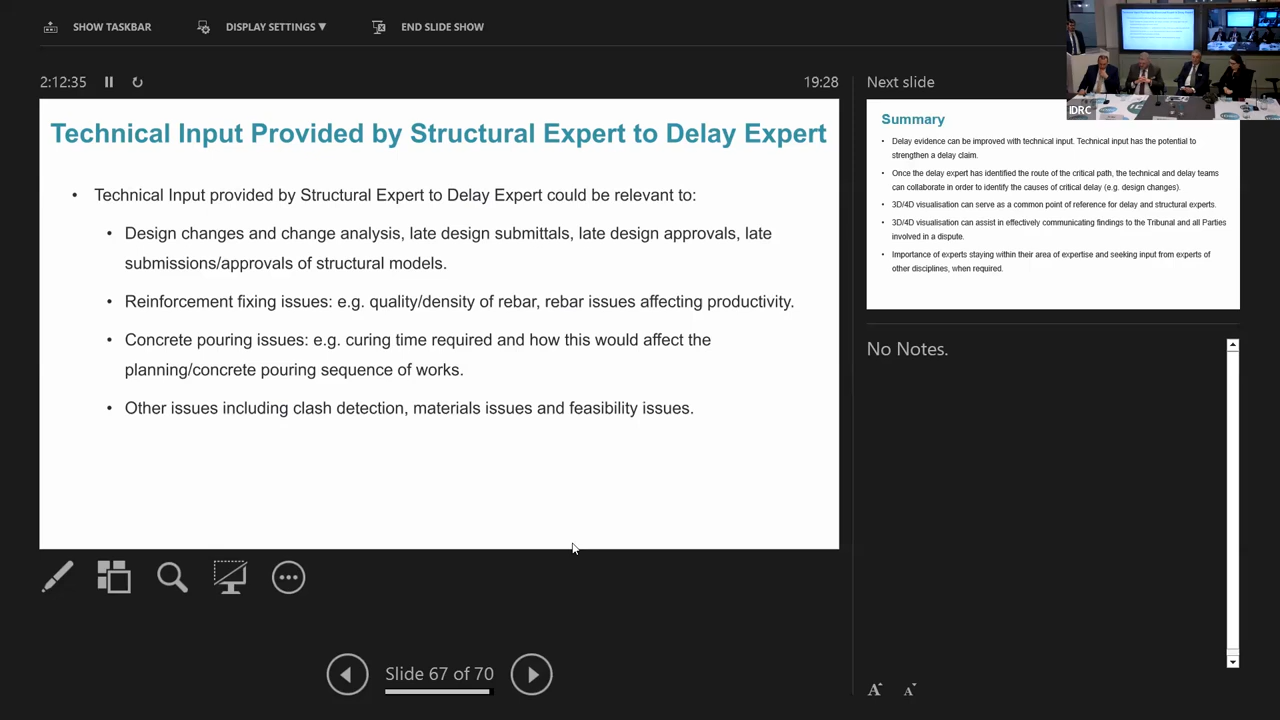 SHOW TASKBAR
DISPLAY SETTINGS ▼
END SLIDE SHOW
2:12:35
19:28
Technical Input Provided by Structural Expert to Delay Expert
• Technical Input provided by Structural Expert to Delay Expert could be relevant to:
• Design changes and change analysis, late design submittals, late design approvals, late
submissions/approvals of structural models.
• Reinforcement fixing issues: e.g. quality/density of rebar, rebar issues affecting productivity.
• Concrete pouring issues: e.g. curing time required and how this would affect the
planning/concrete pouring sequence of works.
• Other issues including clash detection, materials issues and feasibility issues.
Slide 67 of 70
Next slide
IDRC
Summary
• Delay evidence can be improved with technical input. Technical input has the potential to
strengthen a delay claim.
• Once the delay expert has identified the route of the critical path, the technical and delay teams
can collaborate in order to identify the causes of critical delay (e.g. design changes).
• 3D/4D visualisation can serve as a common point of reference for delay and structural experts.
• 3D/4D visualisation can assist in effectively communicating findings to the Tribunal and all Parties
involved in a dispute.
• Importance of experts staying within their area of expertise and seeking input from experts of
other disciplines, when required.
No Notes.
A A